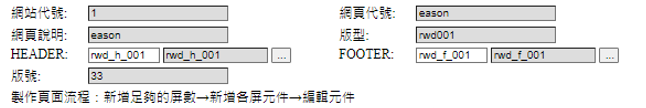 網站代號: 1 網頁代號: eason
網頁說明: eason 版型: rwd001
HEADER: rwd_h_001 rwd_h_001 ... FOOTER: rwd_f_001 rwd_f_001 ...
版號: 33
製作頁面流程：新增足夠的屏數→新增各屏元件→編輯元件